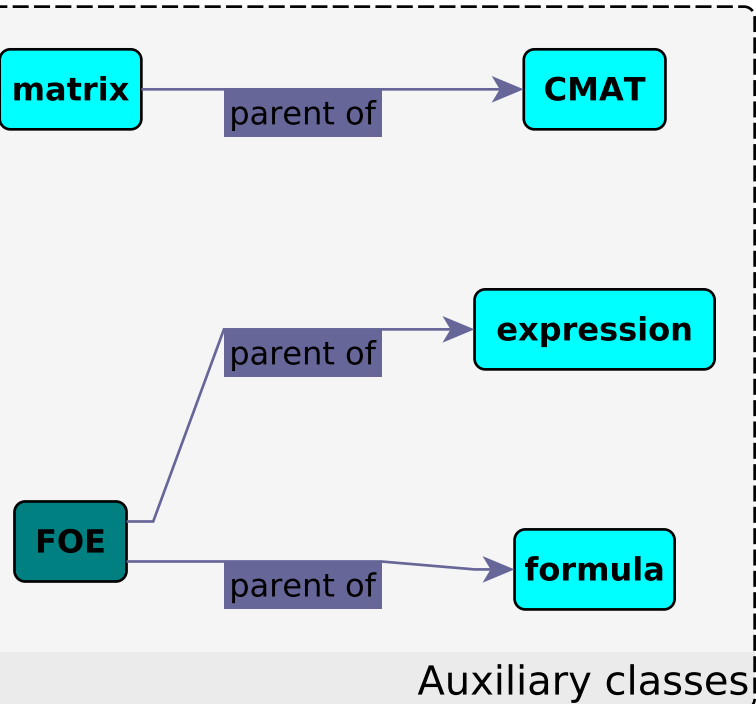 matrix
parent of
CMAT
parent of
expression
FOE
parent of
formula
Auxiliary classes